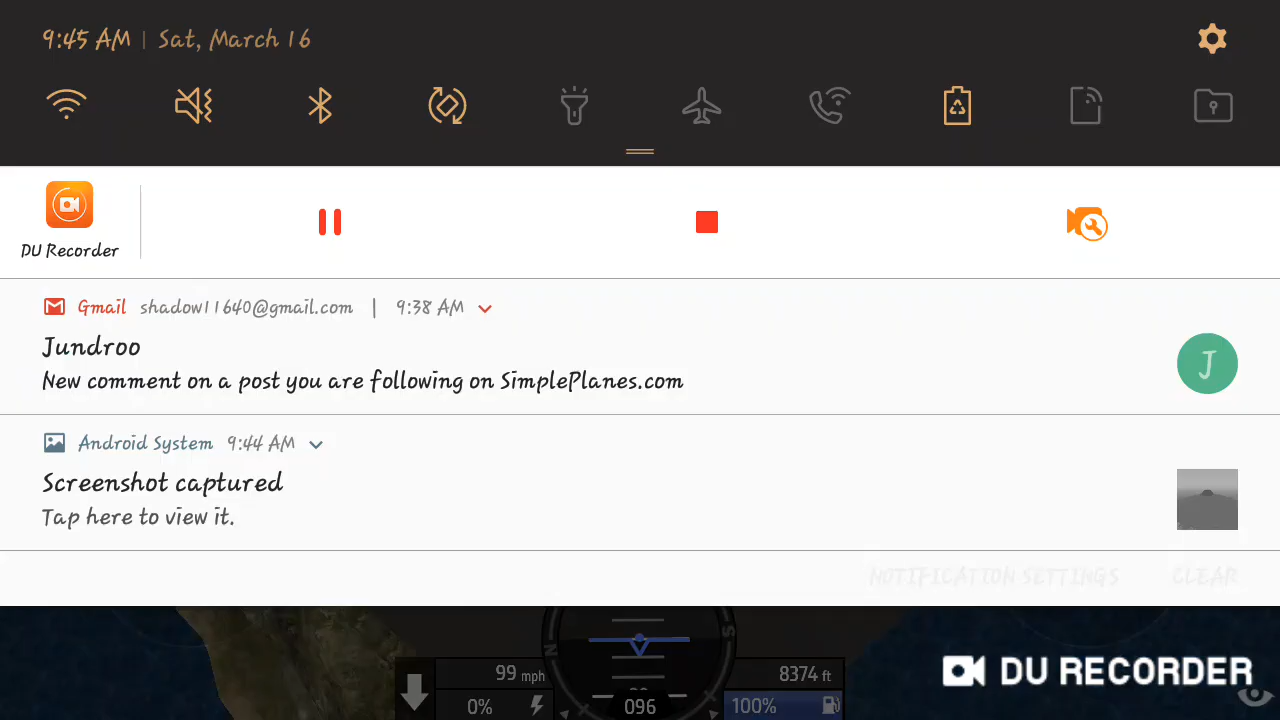 9:45 AM | Sat, March 16
DU Recorder
Gmail shadow11640@gmail.com | 9:38 AM
Jundroo
J
New comment on a post you are following on SimplePlanes.com
Android System 9:44 AM
Screenshot captured
Tap here to view it.
NOTIFICATION SETTINGS CLEAR
N S
99 mph
8374 ft
DU RECORDER
0%
096
100%